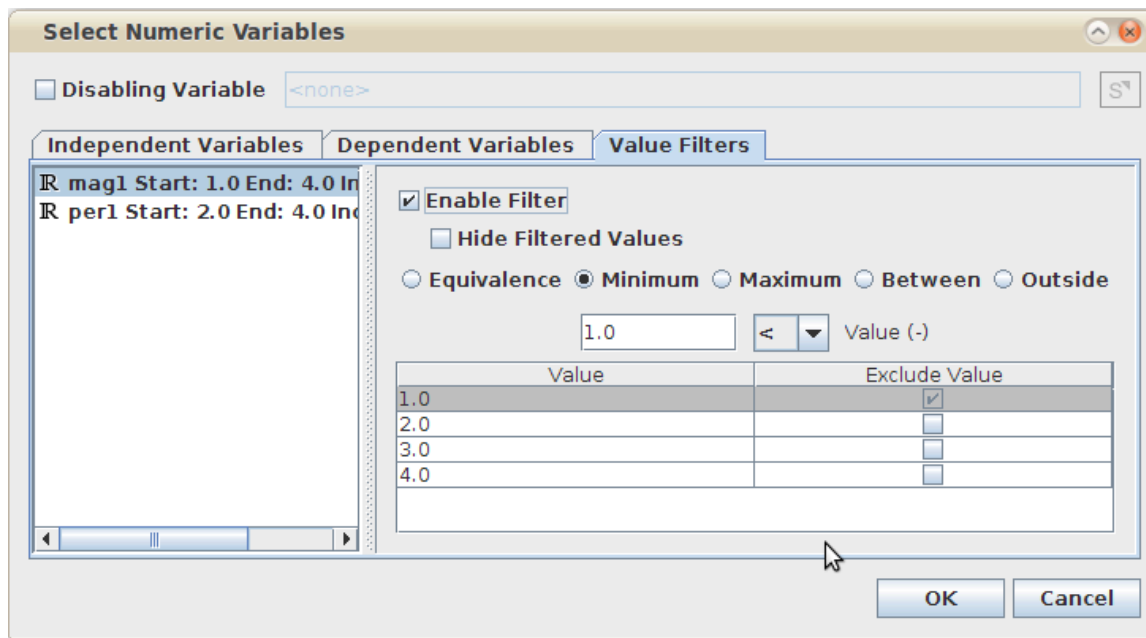 Select Numeric Variables
Disabling Variable <none> S
Independent Variables Dependent Variables Value Filters
ℝ mag1 Start: 1.0 End: 4.0 In
ℝ per1 Start: 2.0 End: 4.0 Inc
Enable Filter
Hide Filtered Values
Equivalence Minimum Maximum Between Outside
1.0 < Value (-)
Value Exclude Value
1.0
2.0
3.0
4.0
OK Cancel